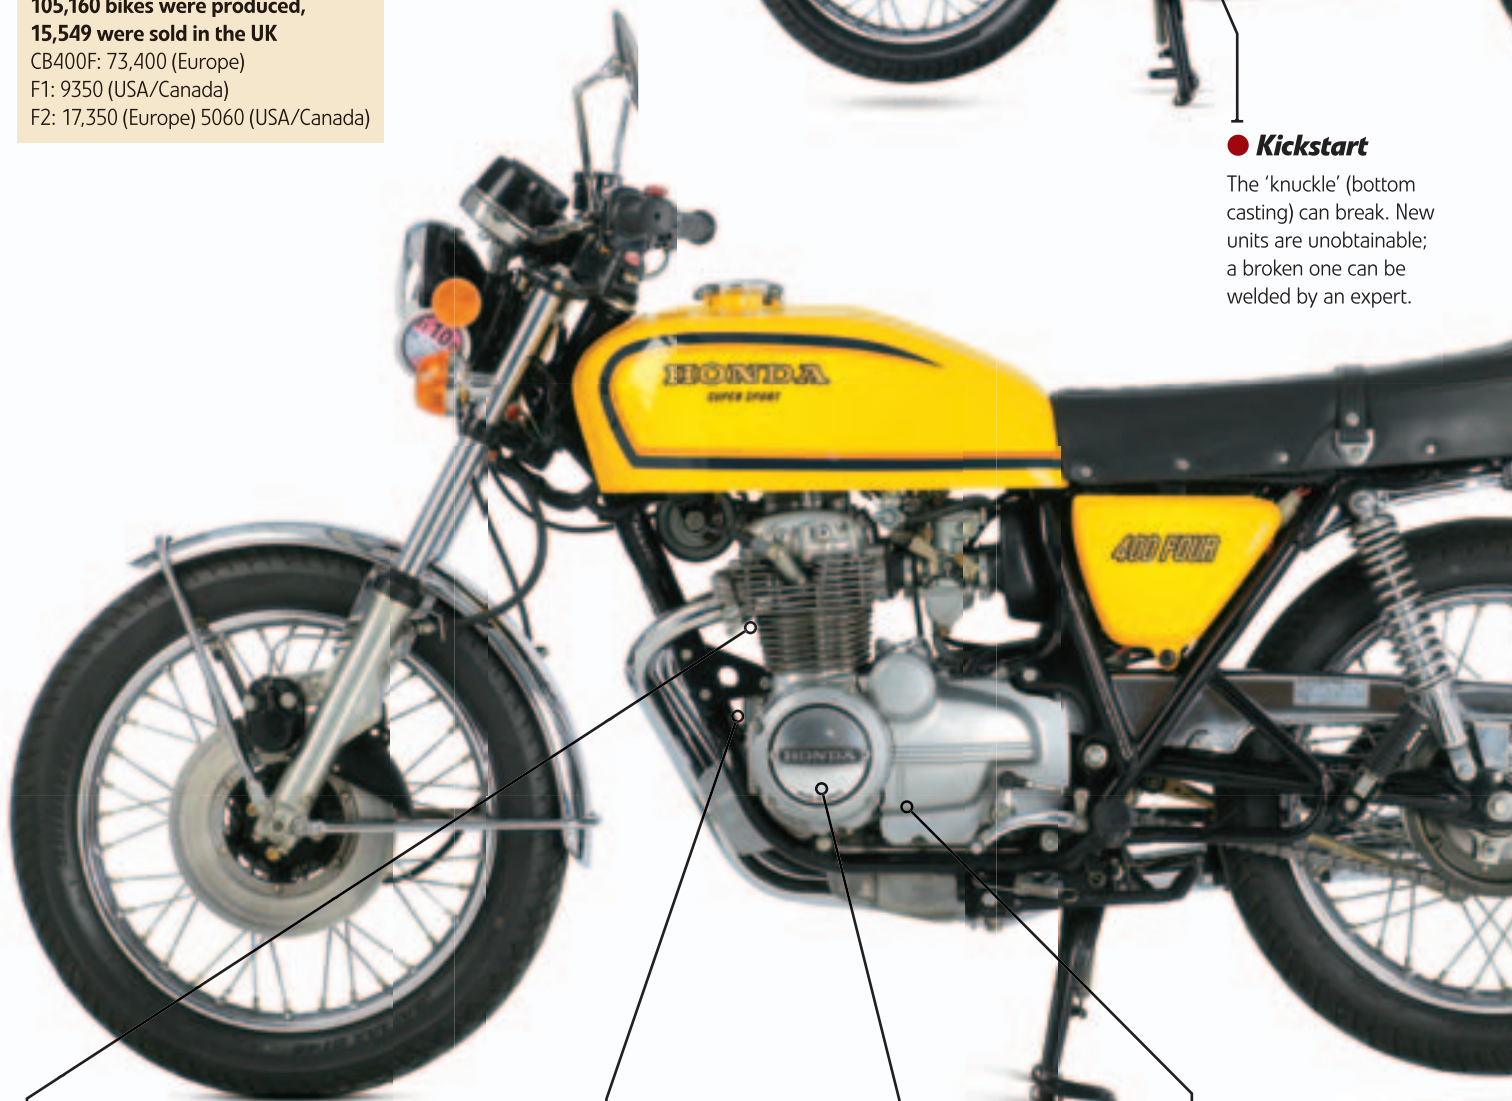 105,160 bikes were produced,
15,549 were sold in the UK
CB400F: 73,400 (Europe)
F1: 9350 (USA/Canada)
F2: 17,350 (Europe) 5060 (USA/Canada)
Kickstart
The ‘knuckle’ (bottom
casting) can break. New
units are unobtainable;
a broken one can be
welded by an expert.
10
HONDA
SUPER SPORT
400 FOUR
HONDA